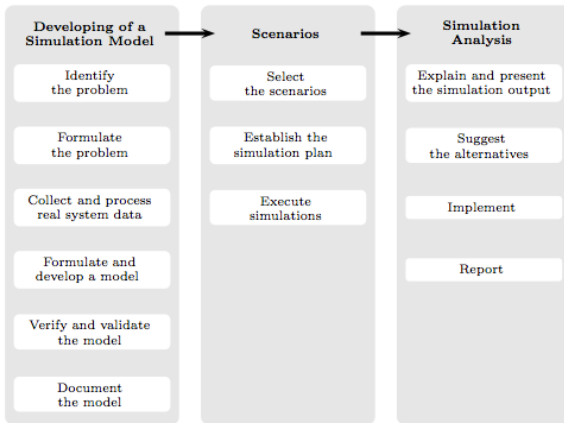 Developing of a
Simulation Model
Identify
the problem
Formulate
the problem
Collect and process
real system data
Formulate and
develop a model
Verify and validate
the model
Document
the model
Scenarios
Select
the scenarios
Establish the
simulation plan
Execute
simulations
Simulation
Analysis
Explain and present
the simulation output
Suggest
the alternatives
Implement
Report